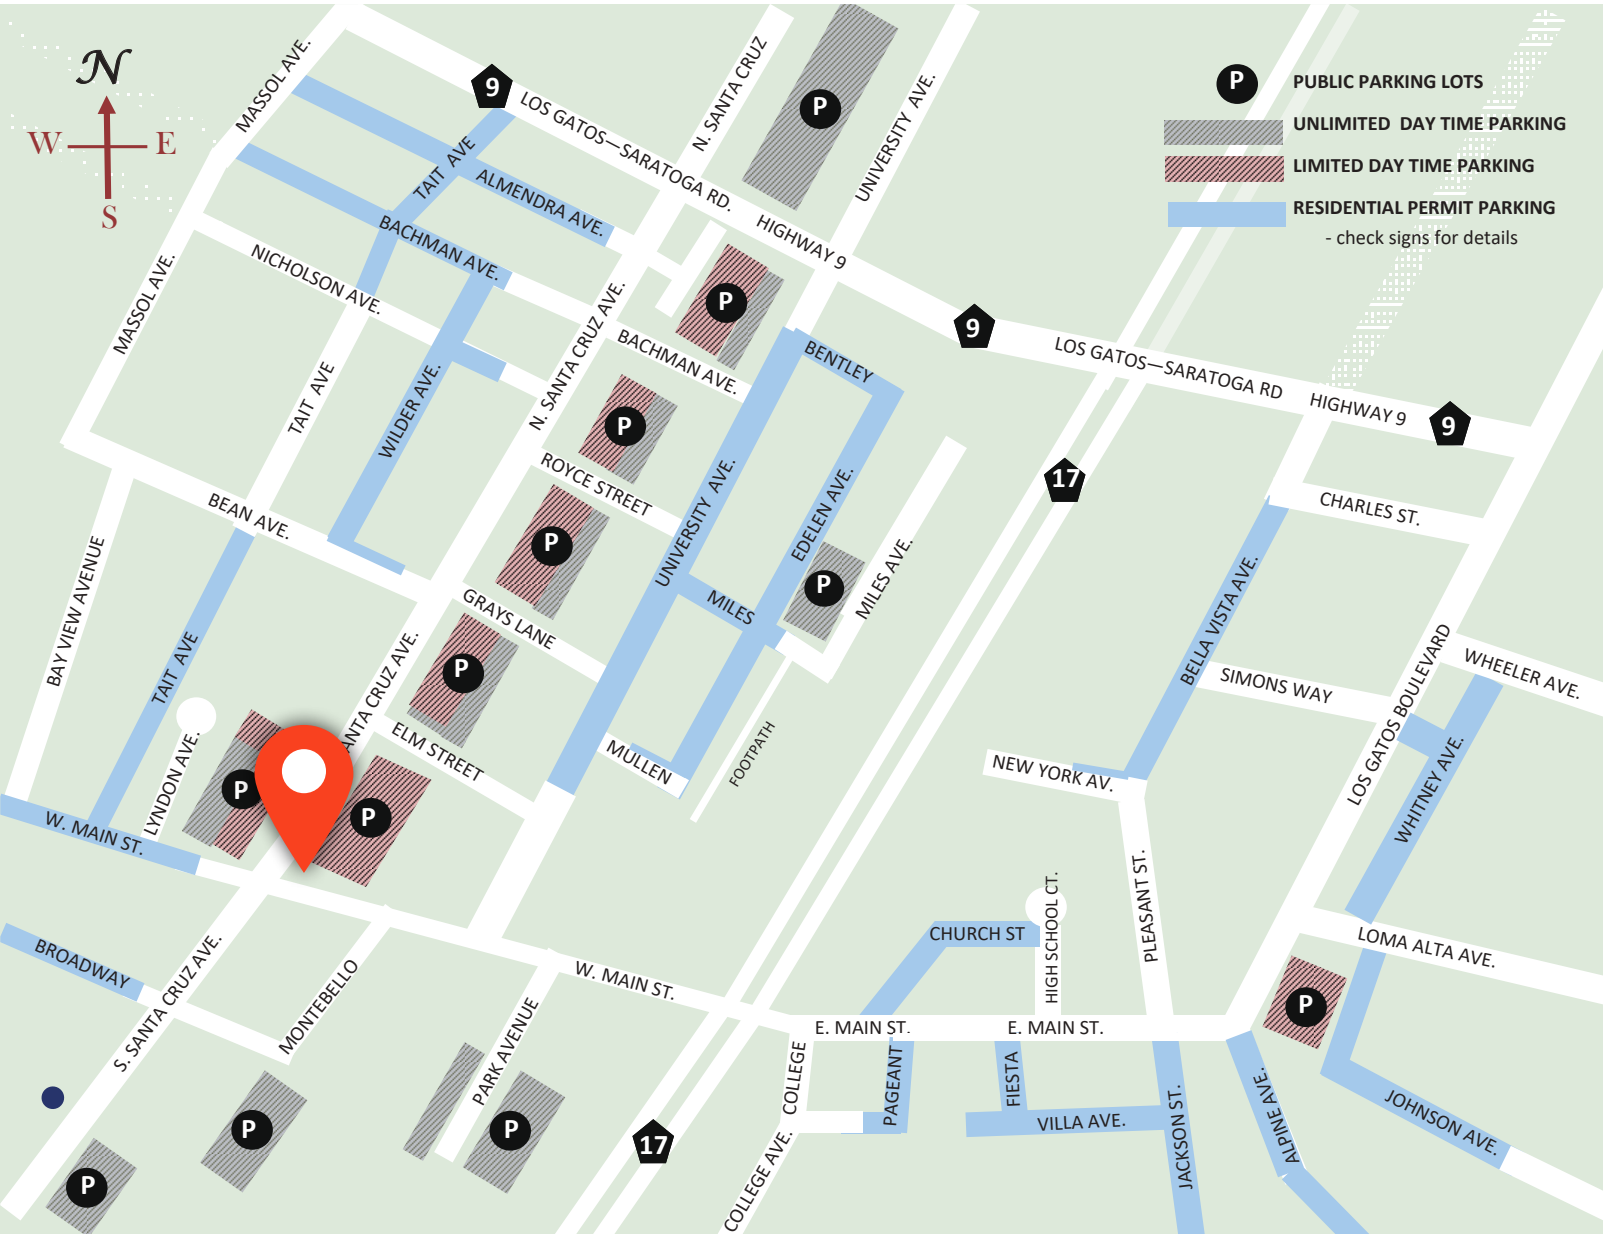 N
W
E
S
P PUBLIC PARKING LOTS
UNLIMITED DAY TIME PARKING
LIMITED DAY TIME PARKING
RESIDENTIAL PERMIT PARKING
- check signs for details
MASSOL AVE.
9
LOS GATOS—SARATOGA RD.
HIGHWAY 9
N. SANTA CRUZ
P
UNIVERSITY AVE.
TAIT AVE
ALMENDRA AVE.
BACHMAN AVE.
NICHOLSON AVE.
MASSOL AVE.
P
N. SANTA CRUZ AVE.
BACHMAN AVE.
BENTLEY
9
LOS GATOS—SARATOGA RD
HIGHWAY 9
9
TAIT AVE
WILDER AVE.
P
ROYCE STREET
UNIVERSITY AVE.
EDELEN AVE.
17
CHARLES ST.
BEAN AVE.
P
MILES
P
MILES AVE.
BAY VIEW AVENUE
GRAYS LANE
BELLA VISTA AVE.
TAIT AVE
P
SIMONS WAY
LOS GATOS BOULEVARD
WHEELER AVE.
ANTA CRUZ AVE.
ELM STREET
MULLEN
FOOTPATH
NEW YORK AV.
WHITNEY AVE.
LYNDON AVE.
P
P
W. MAIN ST.
PLEASANT ST.
HIGH SCHOOL CT.
CHURCH ST
LOMA ALTA AVE.
BROADWAY
S. SANTA CRUZ AVE.
MONTEBELLO
W. MAIN ST.
PARK AVENUE
P
E. MAIN ST.
E. MAIN ST.
COLLEGE
PAGEANT
FIESTA
VILLA AVE.
JACKSON ST.
ALPINE AVE.
JOHNSON AVE.
P
P
17
COLLEGE AVE.
P